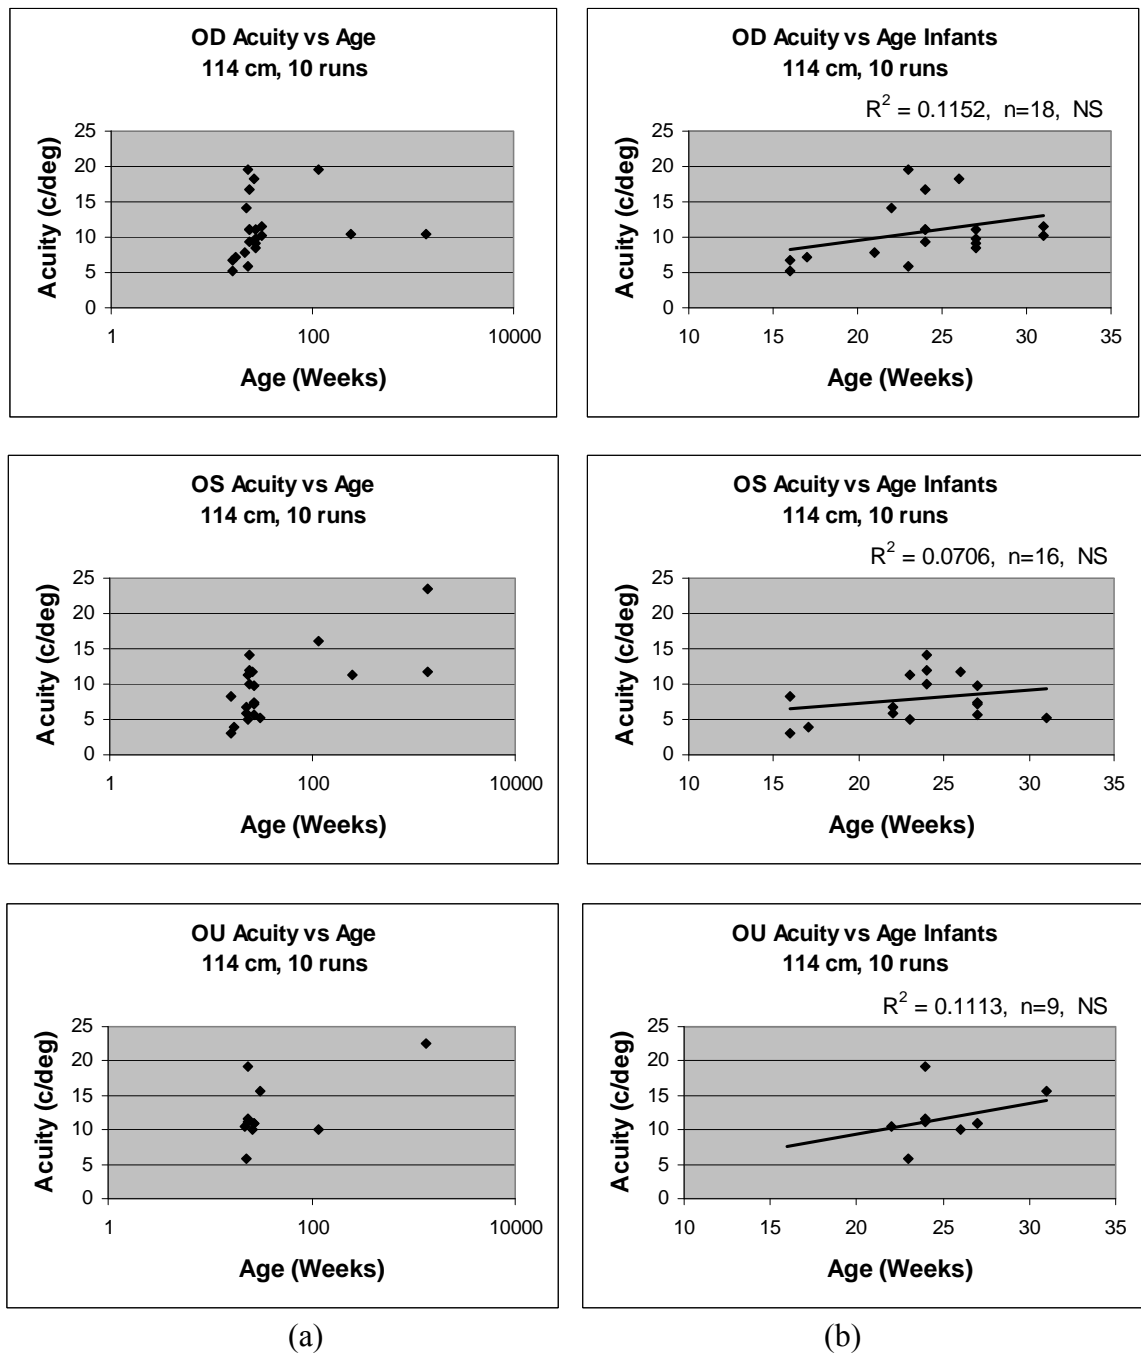 OD Acuity vs Age
114 cm, 10 runs
25
20
15
10
5
0
1
100
10000
Acuity (c/deg)
Age (Weeks)
OD Acuity vs Age Infants
114 cm, 10 runs
R² = 0.1152, n=18, NS
25
20
15
10
5
0
10
15
20
25
30
35
Acuity (c/deg)
Age (Weeks)
OS Acuity vs Age
114 cm, 10 runs
25
20
15
10
5
0
1
100
10000
Acuity (c/deg)
Age (Weeks)
OS Acuity vs Age Infants
114 cm, 10 runs
R² = 0.0706, n=16, NS
25
20
15
10
5
0
10
15
20
25
30
35
Acuity (c/deg)
Age (Weeks)
OU Acuity vs Age
114 cm, 10 runs
25
20
15
10
5
0
1
100
10000
Acuity (c/deg)
Age (Weeks)
OU Acuity vs Age Infants
114 cm, 10 runs
R² = 0.1113, n=9, NS
25
20
15
10
5
0
10
15
20
25
30
35
Acuity (c/deg)
Age (Weeks)
(a)
(b)